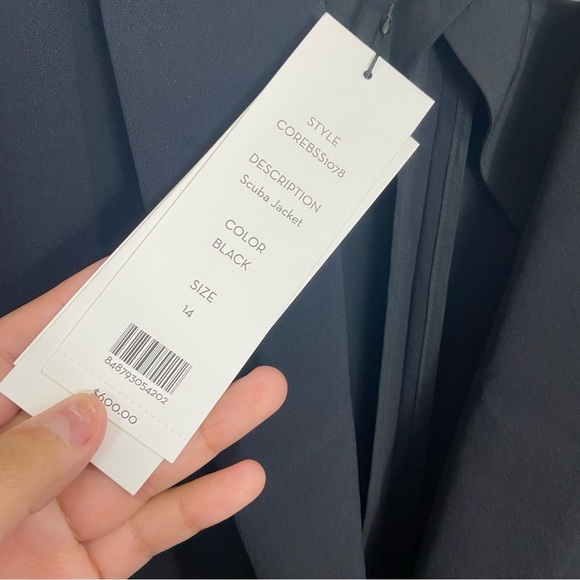 STYLE
COREBSS1078
DESCRIPTION
Scuba Jacket
COLOR
BLACK
SIZE
14
848793054202
$600.00